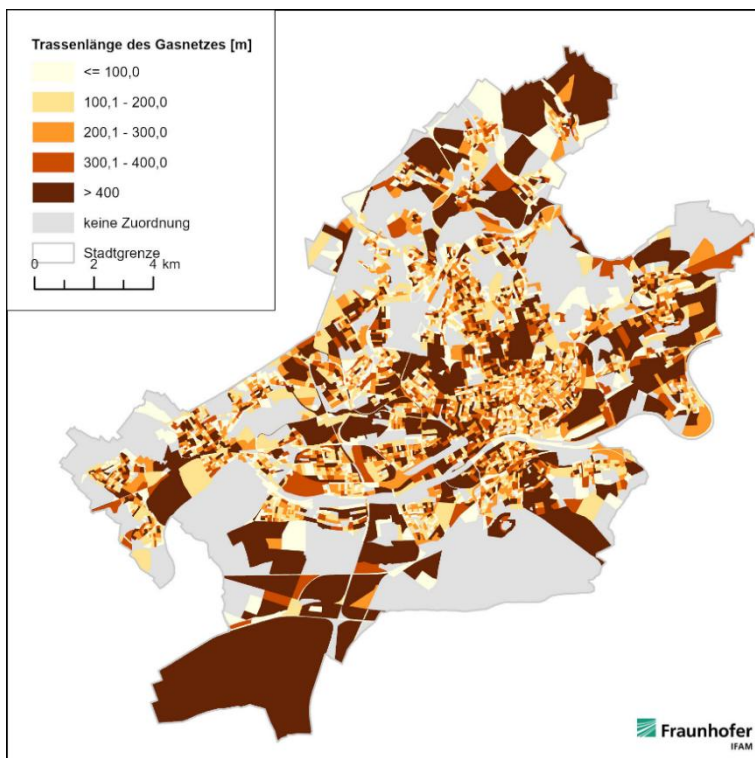 Trassenlänge des Gasnetzes [m]
<= 100,0
100,1 - 200,0
200,1 - 300,0
300,1 - 400,0
> 400
keine Zuordnung
Stadtgrenze
0 2 4 km
Fraunhofer
IFAM